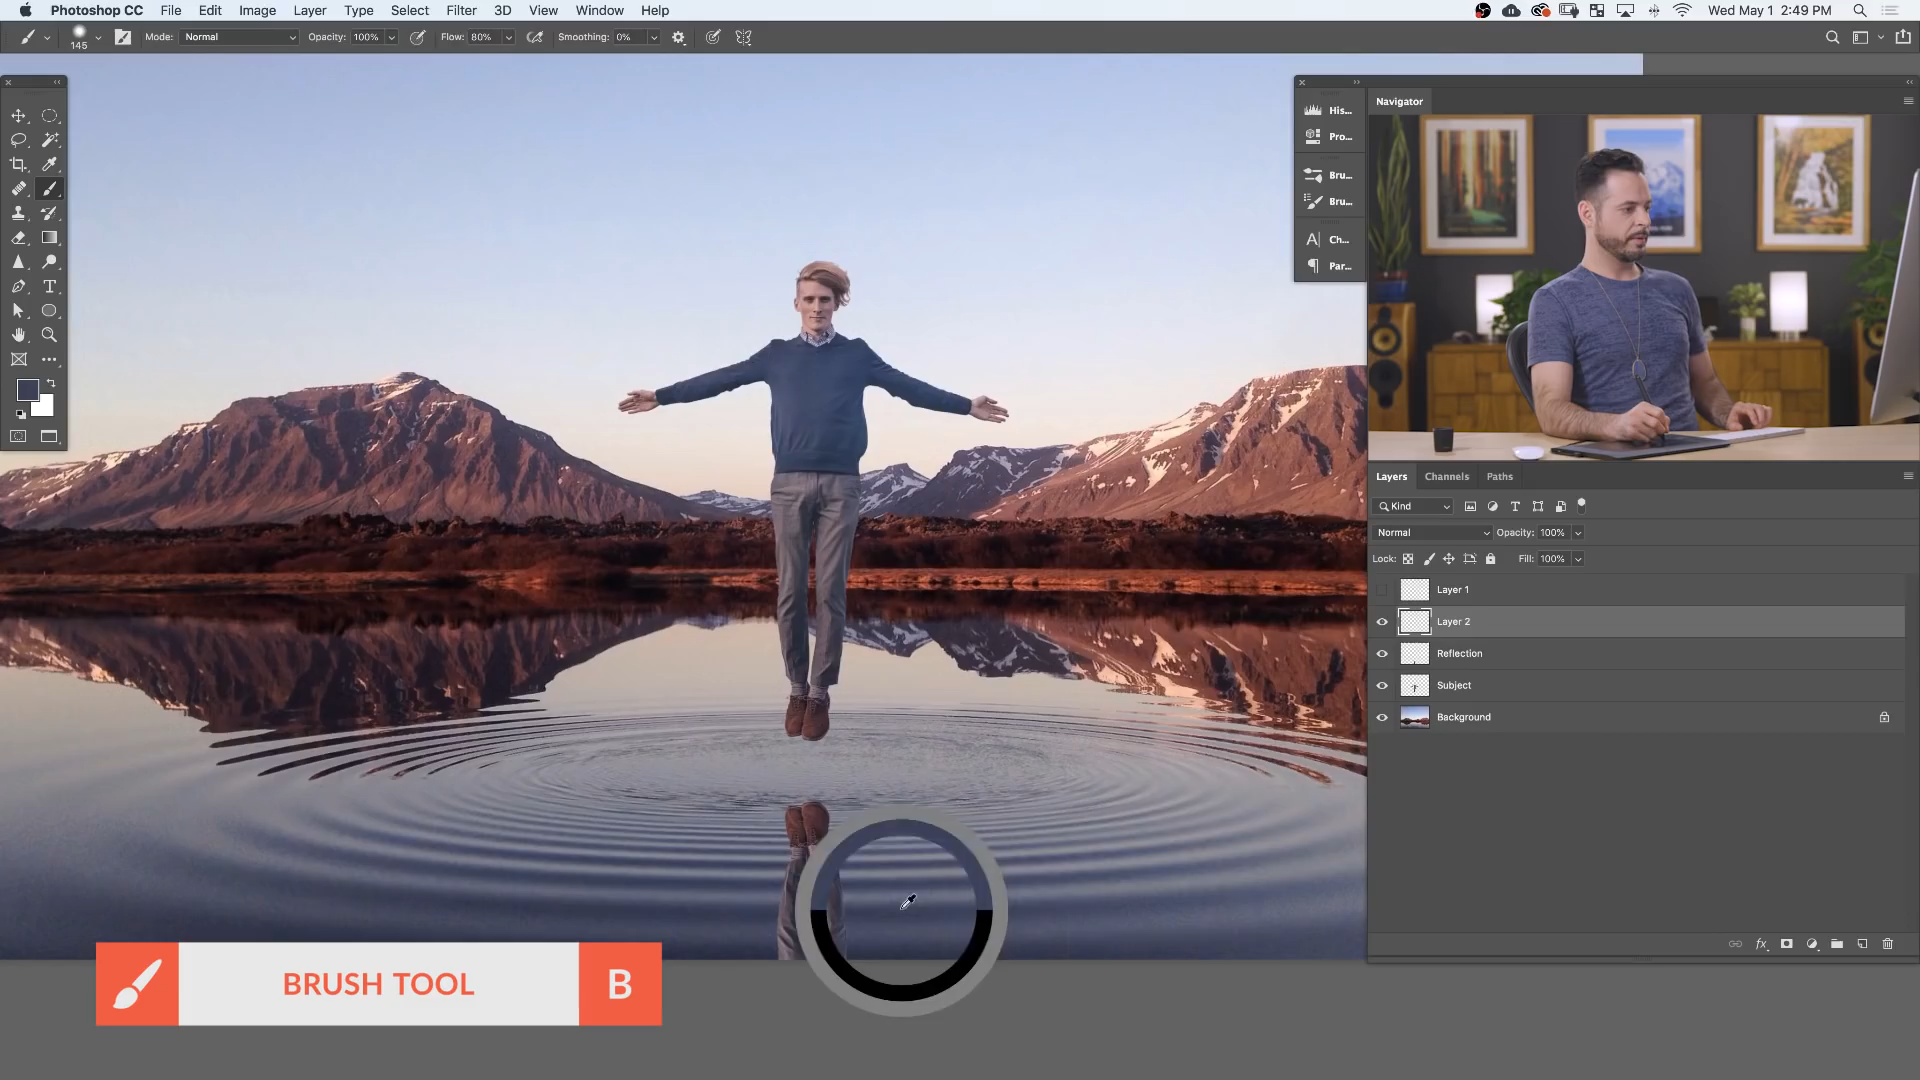 Photoshop CC File Edit Image Layer Type Select Filter 3D View Window Help Wed May 1 2:49 PM
145 Mode: Normal Opacity: 100% Flow: 80% Smoothing: 0%
Navigator
His...
Pro...
Bru...
Bru...
A| Ch...
Par...
Layers Channels Paths
Kind
Normal Opacity: 100%
Lock: Fill: 100%
Layer 1
Layer 2
Reflection
Subject
Background
fx
BRUSH TOOL B